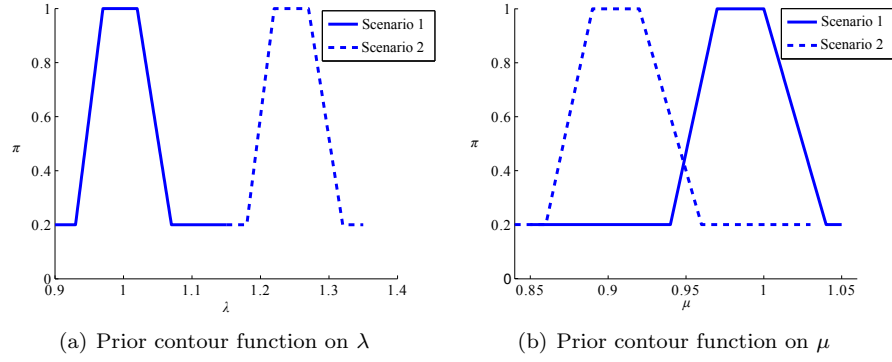 1
0.8
0.6
π
0.4
0.2
0
0.9 1 1.1 1.2 1.3 1.4
λ
Scenario 1
Scenario 2
(a) Prior contour function on λ
1
0.8
0.6
π
0.4
0.2
0
0.85 0.9 0.95 1 1.05
μ
Scenario 1
Scenario 2
(b) Prior contour function on μ